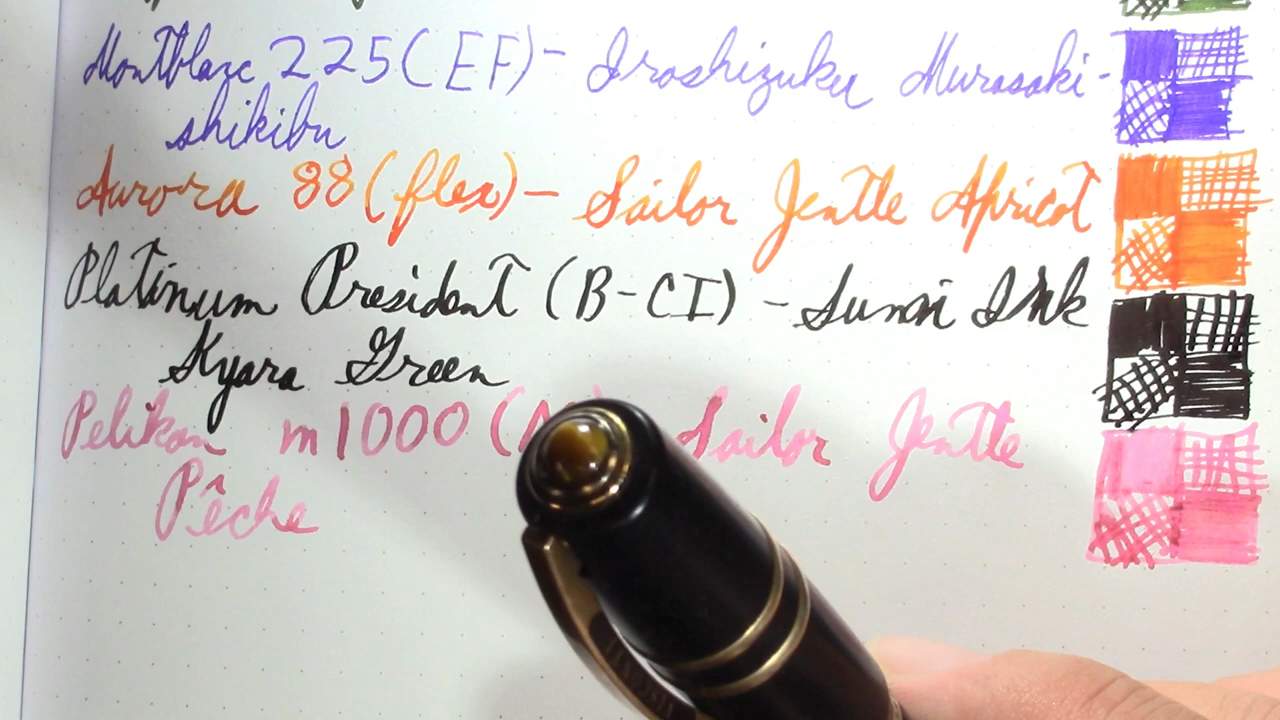 Montblanc 225 (EF) - Iroshizuku Murasaki-
shikibu
Aurora 88 (flex) - Sailor Jentle Apricot
Platinum President (B-CI) - Sumi Ink
Kyara Green
Pelikan m1000 ( Sailor Jentle
Pêche